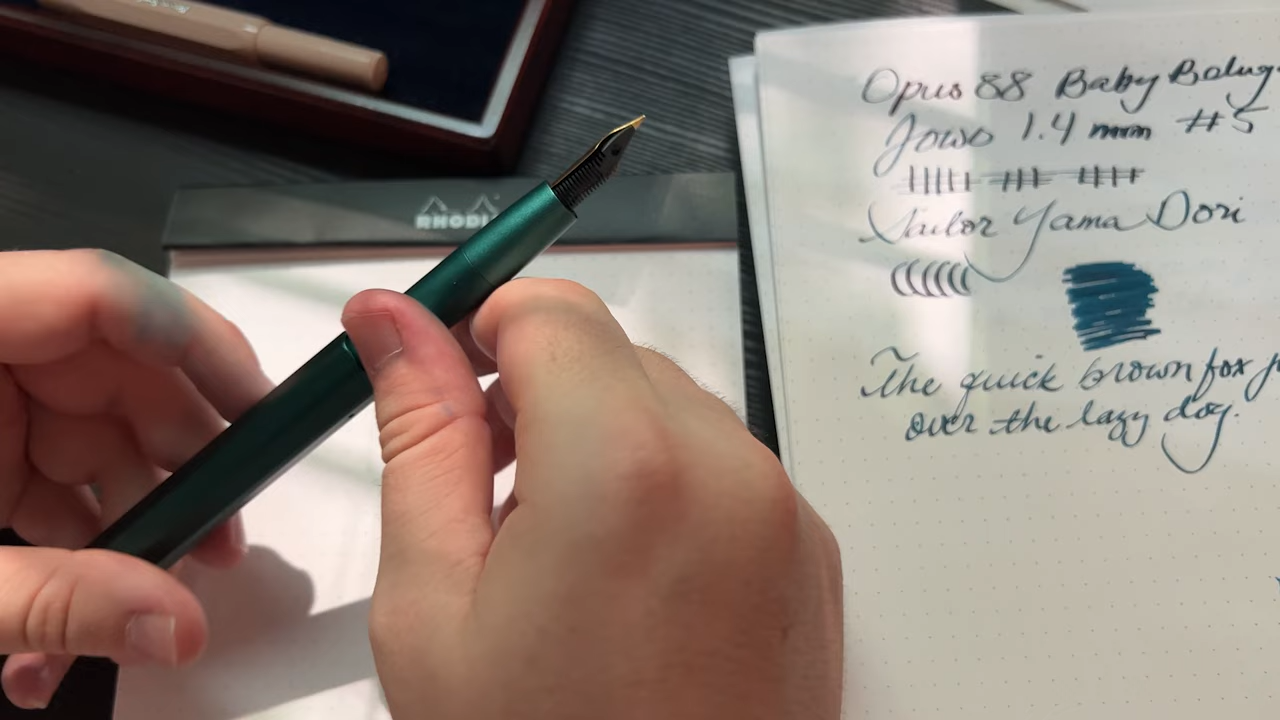 RHODIA
Opus 88 Baby Belug
Jowo 1.4 mm #5
Sailor Yama Dori
The quick brown fox j
over the lazy dog.